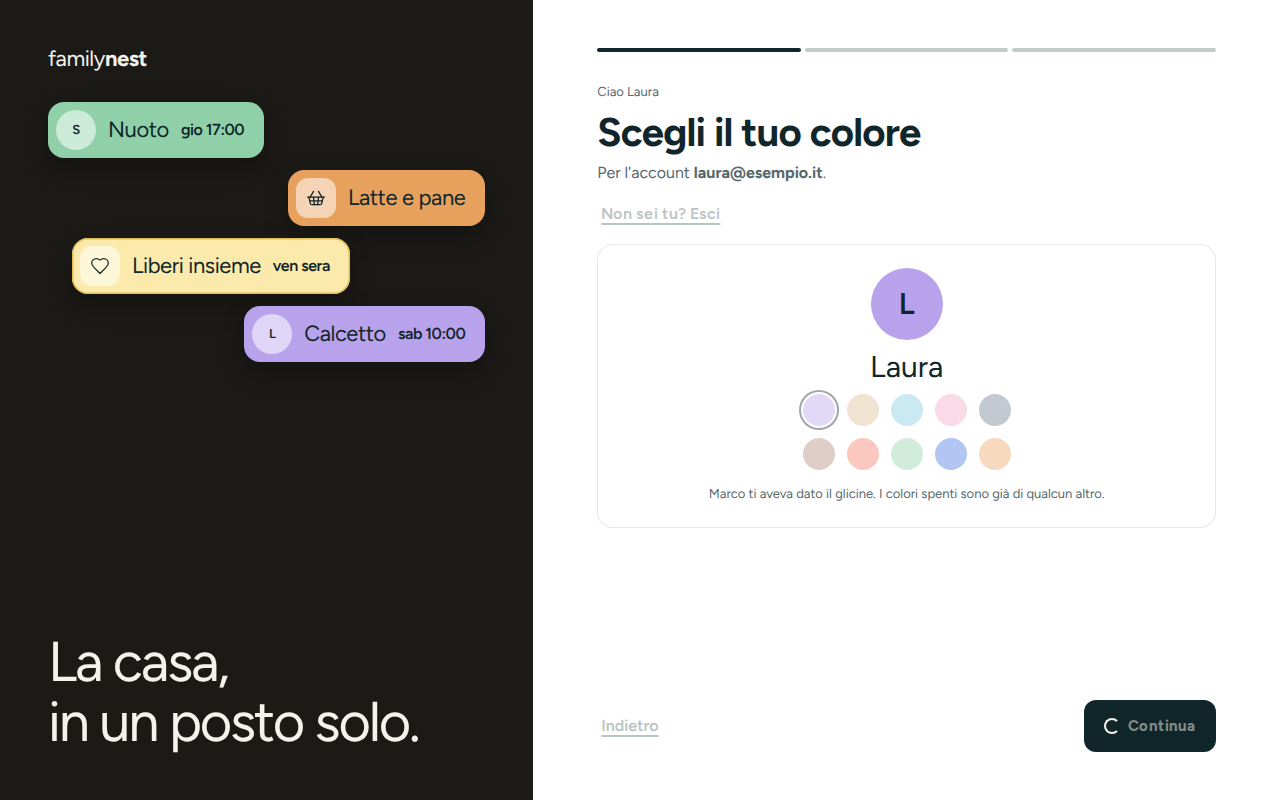 familynest
S Nuoto gio 17:00
Latte e pane
Liberi insieme ven sera
L Calcetto sab 10:00
La casa,
in un posto solo.
Ciao Laura
Scegli il tuo colore
Per l'account laura@esempio.it.
Non sei tu? Esci
L
Laura
Marco ti aveva dato il glicine. I colori spenti sono già di qualcun altro.
Indietro
Continua